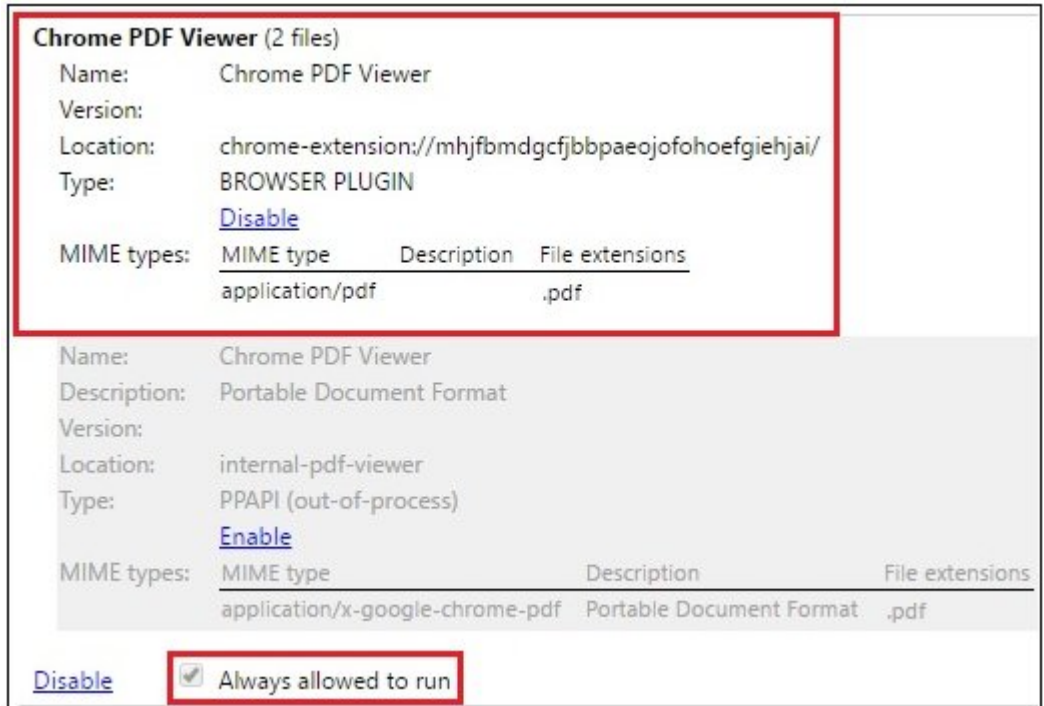 Chrome PDF Viewer (2 files)
Name: Chrome PDF Viewer
Version:
Location: chrome-extension://mhjfbmdgcfjbbpaeojofohoefgiehjai/
Type: BROWSER PLUGIN
Disable
MIME types: MIME type Description File extensions
application/pdf .pdf
Name: Chrome PDF Viewer
Description: Portable Document Format
Version:
Location: internal-pdf-viewer
Type: PPAPI (out-of-process)
Enable
MIME types: MIME type Description File extensions
application/x-google-chrome-pdf Portable Document Format .pdf
Disable Always allowed to run